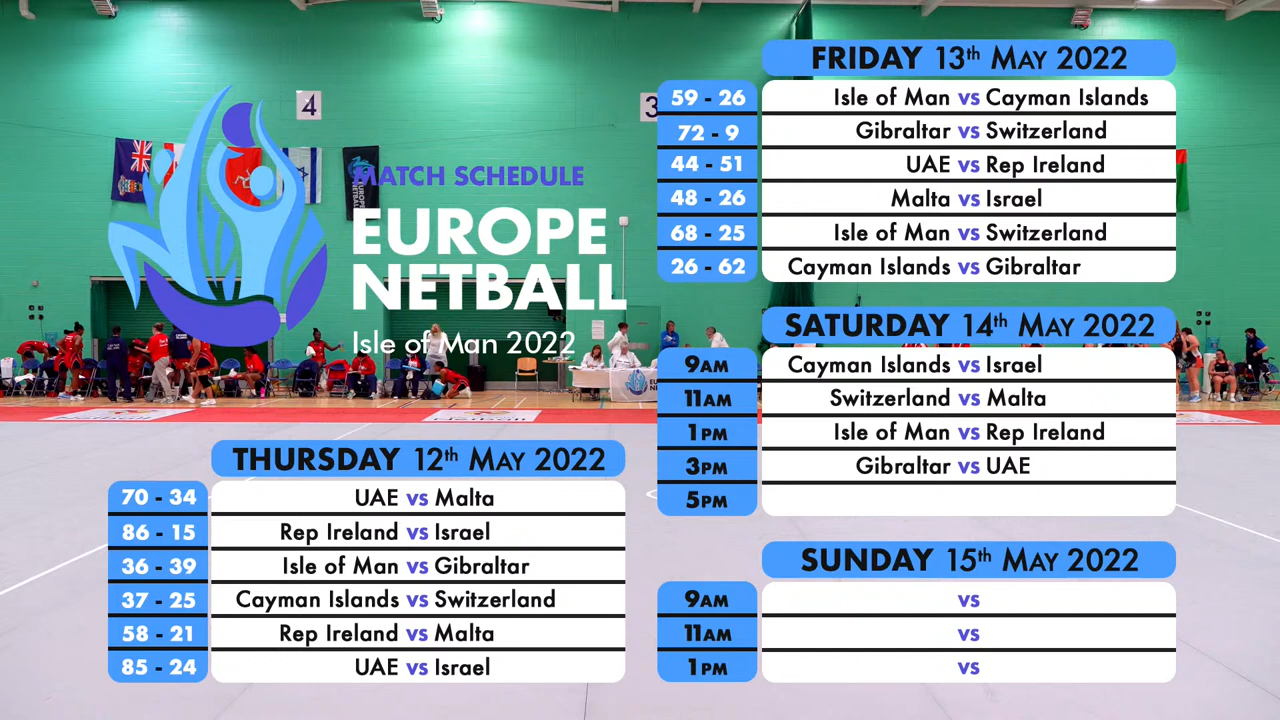 4
3
MATCH SCHEDULE
EUROPE
NETBALL
Isle of Man 2022
THURSDAY 12th MAY 2022
70 - 34 UAE vs Malta
86 - 15 Rep Ireland vs Israel
36 - 39 Isle of Man vs Gibraltar
37 - 25 Cayman Islands vs Switzerland
58 - 21 Rep Ireland vs Malta
85 - 24 UAE vs Israel
FRIDAY 13th MAY 2022
59 - 26 Isle of Man vs Cayman Islands
72 - 9 Gibraltar vs Switzerland
44 - 51 UAE vs Rep Ireland
48 - 26 Malta vs Israel
68 - 25 Isle of Man vs Switzerland
26 - 62 Cayman Islands vs Gibraltar
SATURDAY 14th MAY 2022
9AM Cayman Islands vs Israel
11AM Switzerland vs Malta
1PM Isle of Man vs Rep Ireland
3PM Gibraltar vs UAE
5PM
SUNDAY 15th MAY 2022
9AM vs
11AM vs
1PM vs